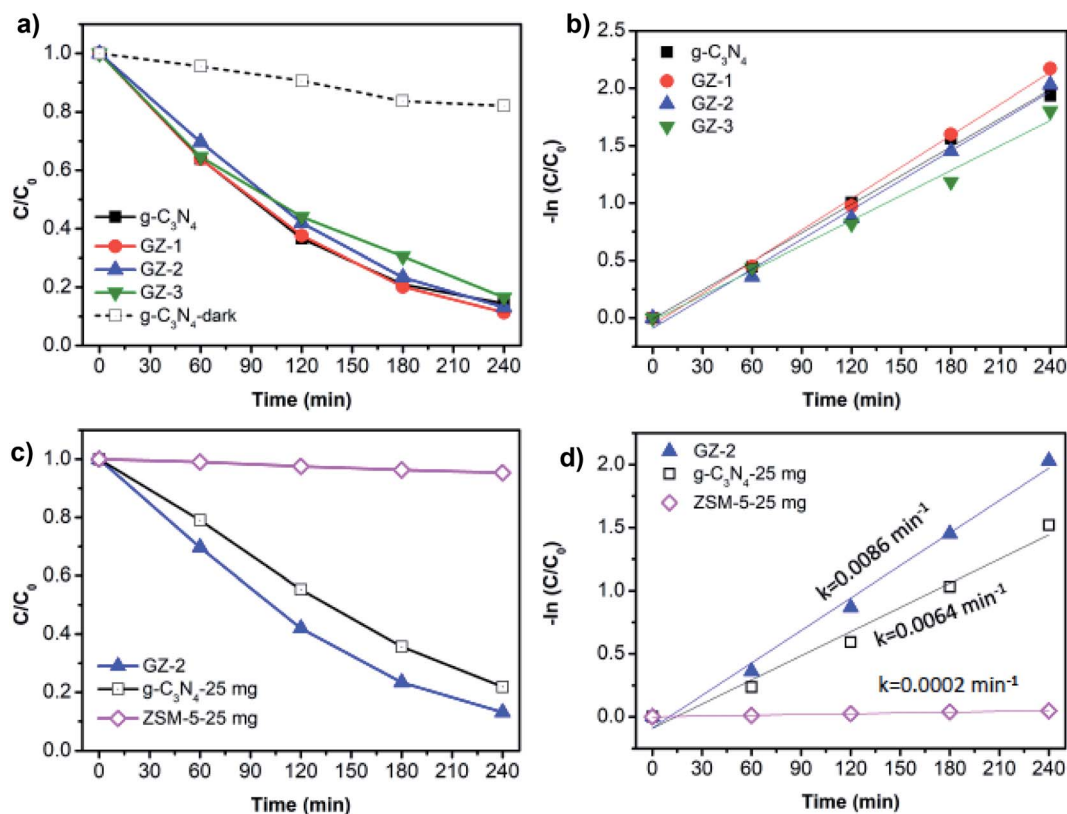 a)
1.0
0.8
0.6
0.4
0.2
0.0
C/C₀
g-C₃N₄
GZ-1
GZ-2
GZ-3
g-C₃N₄-dark
0 30 60 90 120 150 180 210 240
Time (min)
b)
2.5
2.0
1.5
1.0
0.5
0.0
-ln (C/C₀)
g-C₃N₄
GZ-1
GZ-2
GZ-3
0 30 60 90 120 150 180 210 240
Time (min)
c)
1.0
0.8
0.6
0.4
0.2
0.0
C/C₀
GZ-2
g-C₃N₄-25 mg
ZSM-5-25 mg
0 30 60 90 120 150 180 210 240
Time (min)
d)
2.0
1.5
1.0
0.5
0.0
-ln (C/C₀)
GZ-2
g-C₃N₄-25 mg
ZSM-5-25 mg
k=0.0086 min⁻¹
k=0.0064 min⁻¹
k=0.0002 min⁻¹
0 30 60 90 120 150 180 210 240
Time (min)